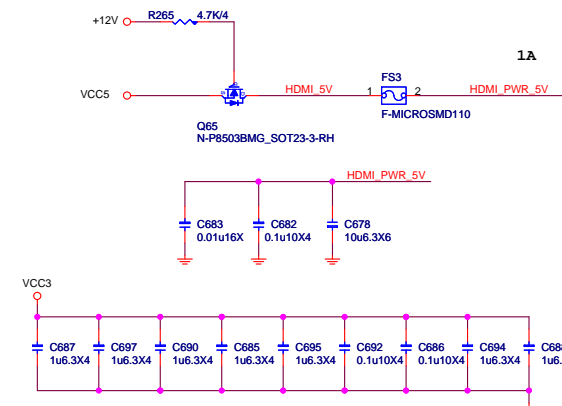 +12V R265 4.7K/4
1A
VCC5 HDMI_5V 1 FS3 2 HDMI_PWR_5V
F-MICROSMD110
Q65
N-P8503BMG_SOT23-3-RH
HDMI_PWR_5V
C683 C682 C678
0.01u16X 0.1u10X4 10u6.3X6
VCC3
C687 C697 C690 C685 C695 C692 C686 C694 C68
1u6.3X4 1u6.3X4 1u6.3X4 1u6.3X4 1u6.3X4 0.1u10X4 0.1u10X4 1u6.3X4 1u6.